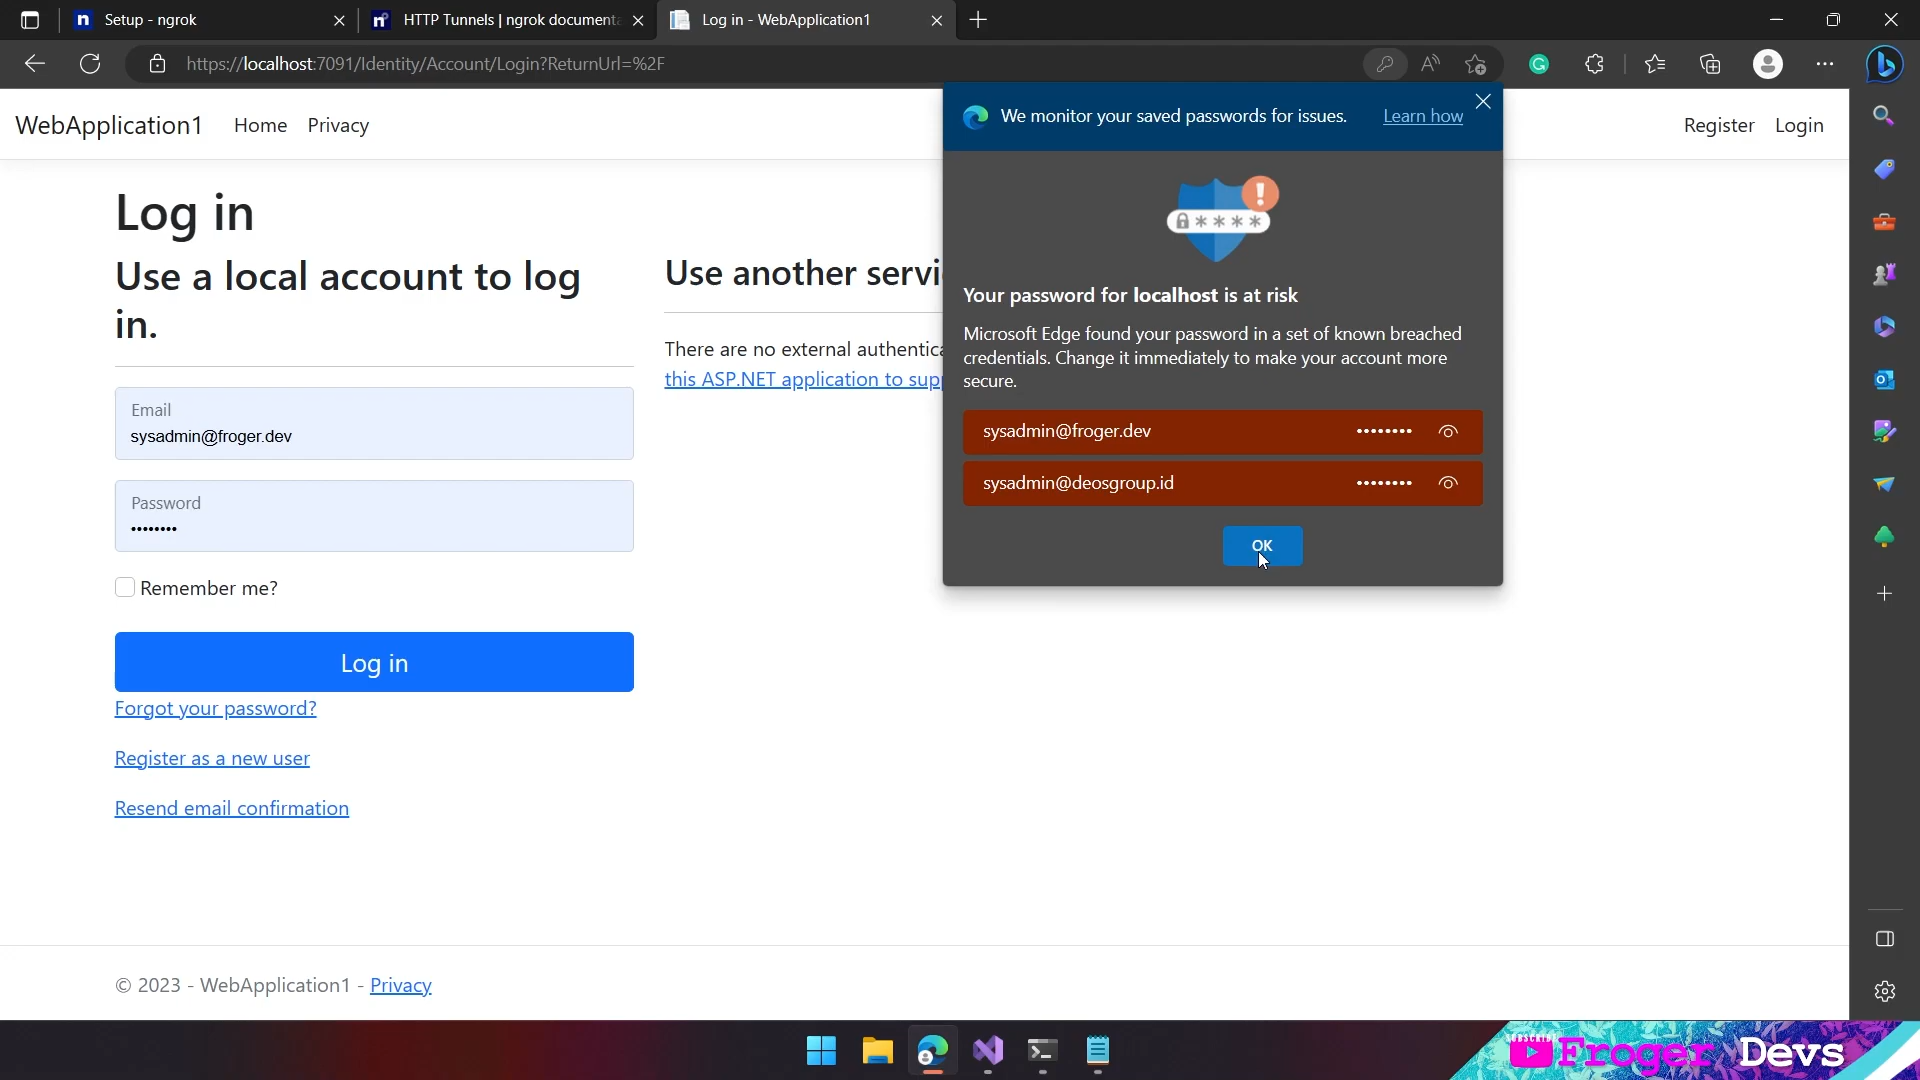 Setup - ngrok
HTTP Tunnels | ngrok documenta
Log in - WebApplication1
https://localhost:7091/Identity/Account/Login?ReturnUrl=%2F
WebApplication1 Home Privacy
Register Login
We monitor your saved passwords for issues. Learn how
Your password for localhost is at risk
Microsoft Edge found your password in a set of known breached
credentials. Change it immediately to make your account more
secure.
sysadmin@froger.dev ••••••••
sysadmin@deosgroup.id ••••••••
OK
Log in
Use a local account to log
in.
Email
sysadmin@froger.dev
Password
••••••••
Remember me?
Log in
Forgot your password?
Register as a new user
Resend email confirmation
Use another servi
There are no external authentica
this ASP.NET application to supp
© 2023 - WebApplication1 - Privacy
SUBSCRIBE
Froger Devs